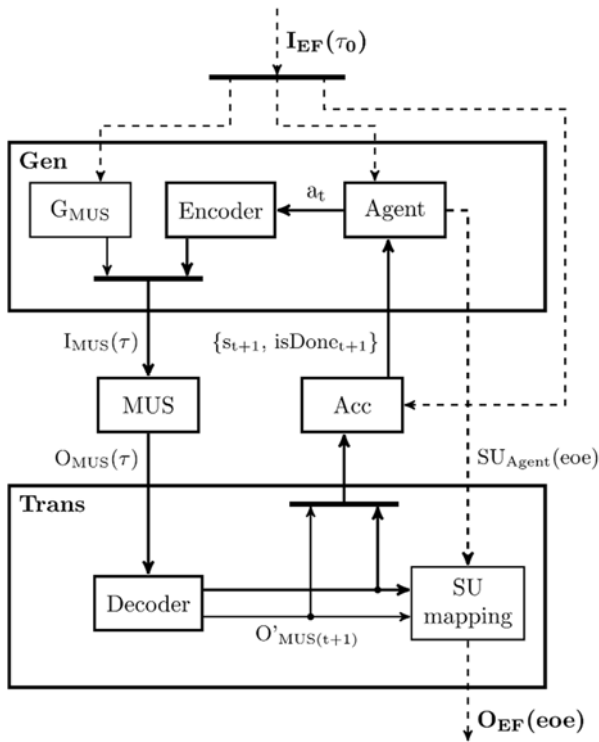 I_EF(τ₀)
Gen
G_MUS
Encoder
a_t
Agent
I_MUS(τ)
{s_t+1, isDone_t+1}
MUS
Acc
O_MUS(τ)
SU_Agent(eoe)
Trans
Decoder
SU
mapping
O'_MUS(t+1)
O_EF(eoe)